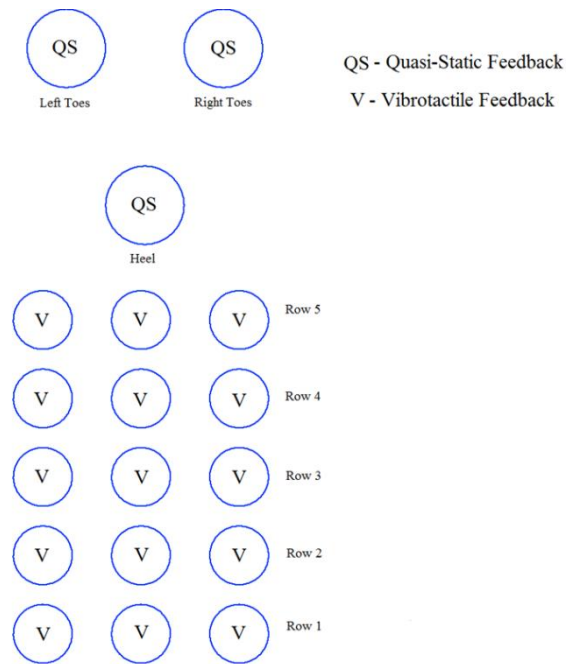 QS QS
QS - Quasi-Static Feedback
Left Toes Right Toes
V - Vibrotactile Feedback
QS
Heel
V V V Row 5
V V V Row 4
V V V Row 3
V V V Row 2
V V V Row 1